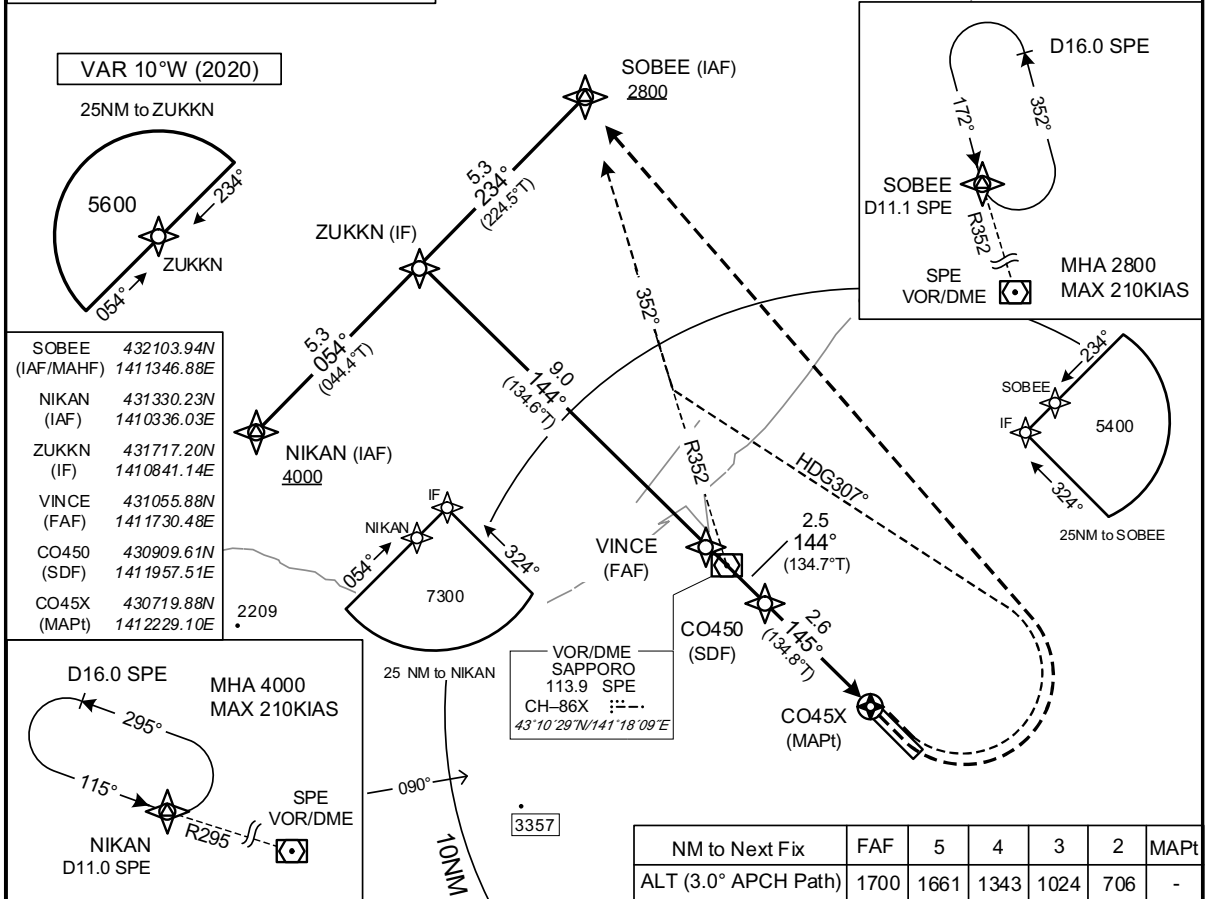 VAR 10°W (2020)
25NM to ZUKKN
5600
234°
054°
ZUKKN
SOBEE (IAF)
2800
5.3
234°
(224.5°T)
ZUKKN (IF)
5.3
054°
(044.4°T)
NIKAN (IAF)
4000
9.0
144°
(134.6°T)
352°
R352
HDG307°
D16.0 SPE
172°
352°
SOBEE
D11.1 SPE
R352
SPE
VOR/DME
MHA 2800
MAX 210KIAS
SOBEE
IF
234°
5400
324°
25NM to SOBEE
SOBEE 432103.94N
(IAF/MAHF) 1411346.88E
NIKAN 431330.23N
(IAF) 1410336.03E
ZUKKN 431717.20N
(IF) 1410841.14E
VINCE 431055.88N
(FAF) 1411730.48E
CO450 430909.61N
(SDF) 1411957.51E
CO45X 430719.88N
(MAPt) 1412229.10E
2209
IF
NIKAN
054°
324°
7300
25 NM to NIKAN
VINCE
(FAF)
2.5
144°
(134.7°T)
CO450
(SDF)
2.6
145°
(134.8°T)
CO45X
(MAPt)
VOR/DME
SAPPORO
113.9 SPE
CH–86X
43°10'29"N/141°18'09"E
D16.0 SPE
MHA 4000
MAX 210KIAS
295°
115°
NIKAN
D11.0 SPE
R295
SPE
VOR/DME
090°
10NM
3357
NM to Next Fix FAF 5 4 3 2 MAPt
ALT (3.0° APCH Path) 1700 1661 1343 1024 706 -